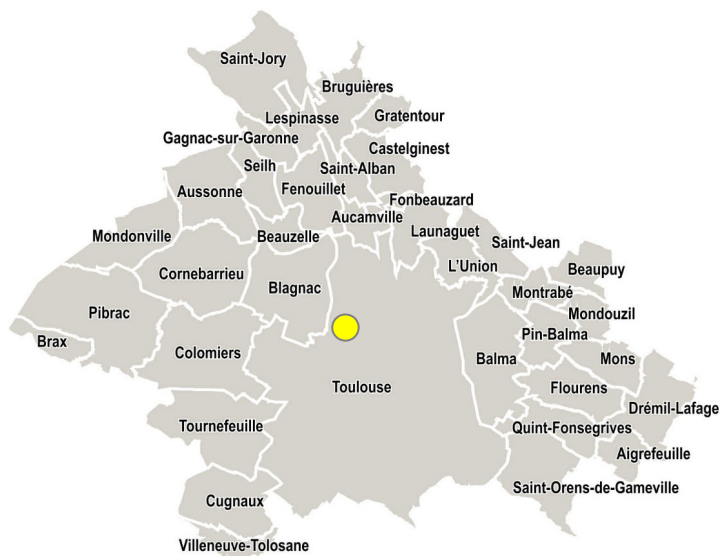 Saint-Jory
Bruguières
Lespinasse
Gratentour
Gagnac-sur-Garonne
Castelginest
Seilh
Saint-Alban
Aussonne
Fenouillet
Fonbeauzard
Aucamville
Launaguet
Mondonville
Beauzelle
Saint-Jean
L'Union
Beaupuy
Cornebarrieu
Blagnac
Montrabé
Pibrac
Mondouzil
Pin-Balma
Brax
Colomiers
Balma
Mons
Toulouse
Flourens
Drémil-Lafage
Tournefeuille
Quint-Fonsegrives
Aigrefeuille
Saint-Orens-de-Gameville
Cugnaux
Villeneuve-Tolosane